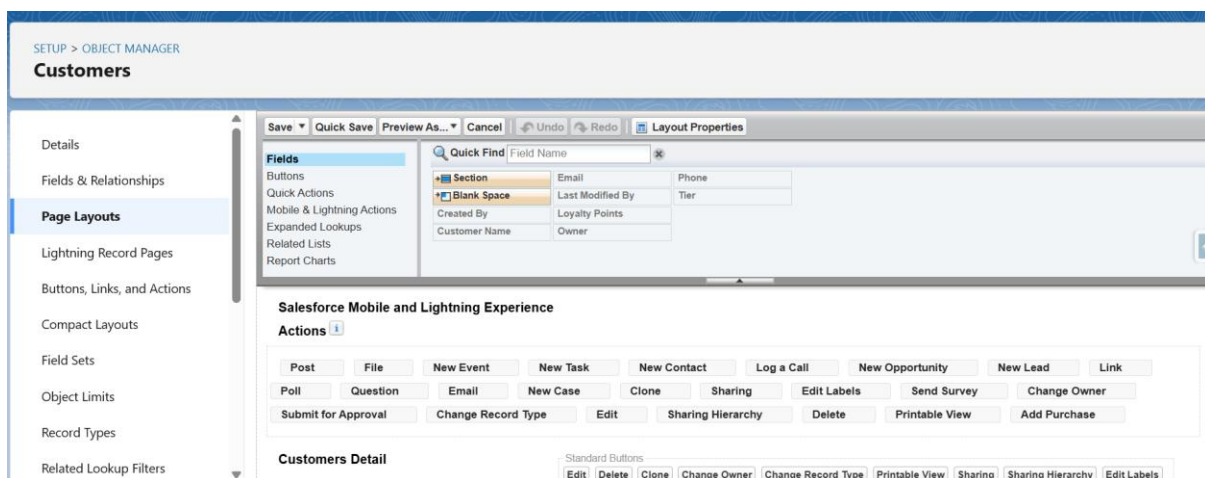 SETUP > OBJECT MANAGER
Customers
Details
Fields & Relationships
Page Layouts
Lightning Record Pages
Buttons, Links, and Actions
Compact Layouts
Field Sets
Object Limits
Record Types
Related Lookup Filters
Save Quick Save Preview As... Cancel Undo Redo Layout Properties
Fields
Buttons
Quick Actions
Mobile & Lightning Actions
Expanded Lookups
Related Lists
Report Charts
Quick Find Field Name
Section Email Phone
Blank Space Last Modified By Tier
Created By Loyalty Points
Customer Name Owner
Salesforce Mobile and Lightning Experience
Actions i
Post File New Event New Task New Contact Log a Call New Opportunity New Lead Link
Poll Question Email New Case Clone Sharing Edit Labels Send Survey Change Owner
Submit for Approval Change Record Type Edit Sharing Hierarchy Delete Printable View Add Purchase
Customers Detail
Standard Buttons
Edit Delete Clone Change Owner Change Record Type Printable View Sharing Sharing Hierarchy Edit Labels